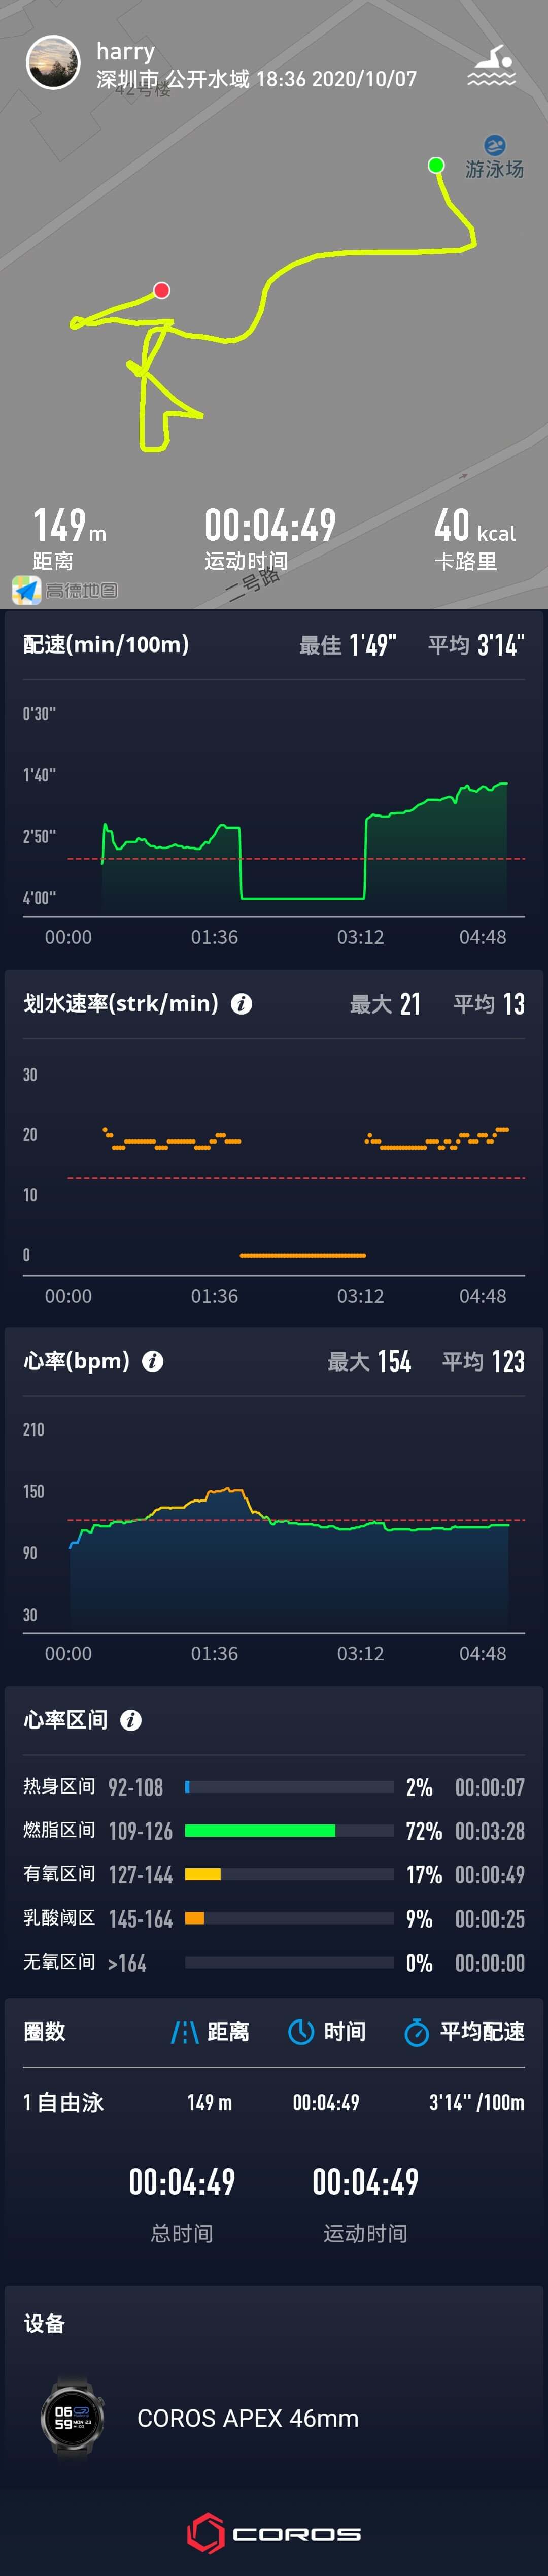 harry
深圳市 公开水域 18:36 2020/10/07
42号楼
游泳场
149 m
00:04:49
40 kcal
距离
运动时间
卡路里
高德地图
二号路
配速(min/100m)
最佳 1'49"
平均 3'14"
0'30"
1'40"
2'50"
4'00"
00:00 01:36 03:12 04:48
划水速率(strk/min)
最大 21
平均 13
30
20
10
0
00:00 01:36 03:12 04:48
心率(bpm)
最大 154
平均 123
210
150
90
30
00:00 01:36 03:12 04:48
心率区间
热身区间 92-108 2% 00:00:07
燃脂区间 109-126 72% 00:03:28
有氧区间 127-144 17% 00:00:49
乳酸阈区 145-164 9% 00:00:25
无氧区间 >164 0% 00:00:00
圈数 距离 时间 平均配速
1 自由泳 149 m 00:04:49 3'14" /100m
00:04:49 00:04:49
总时间 运动时间
设备
06
59 MON 23
COROS APEX 46mm
COROS